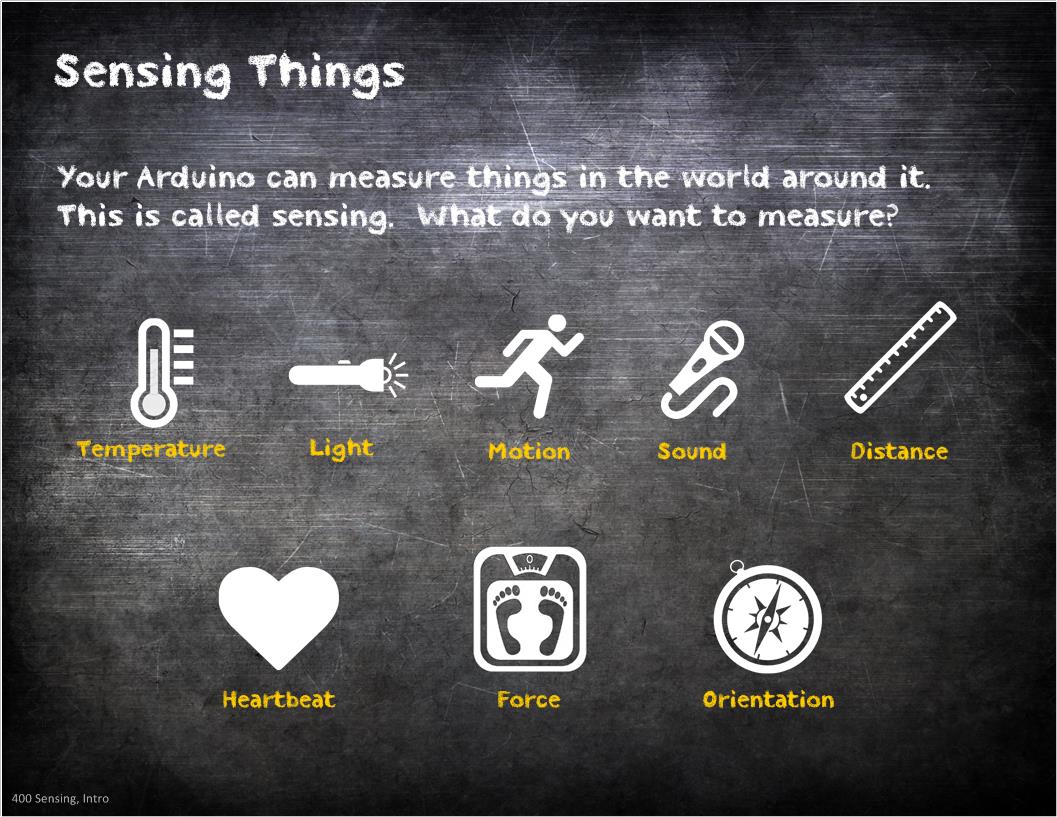 Sensing Things
Your Arduino can measure things in the world around it.
This is called sensing.  What do you want to measure?
Temperature
Light
Motion
Sound
Distance
0
Heartbeat
Force
Orientation
400 Sensing, Intro